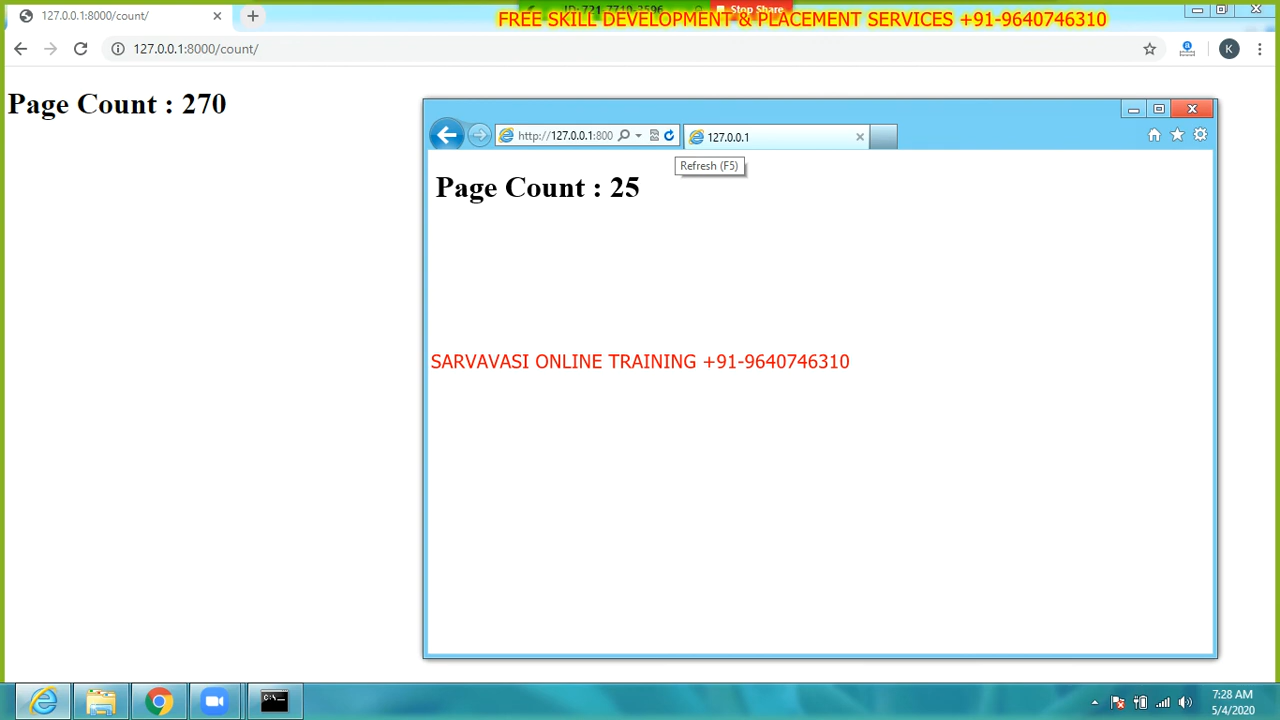 127.0.0.1:8000/count/
Stop Share
FREE SKILL DEVELOPMENT & PLACEMENT SERVICES +91-9640746310
127.0.0.1:8000/count/
K
Page Count : 270
http://127.0.0.1:800
127.0.0.1
Refresh (F5)
Page Count : 25
SARVAVASI ONLINE TRAINING +91-9640746310
7:28 AM
5/4/2020